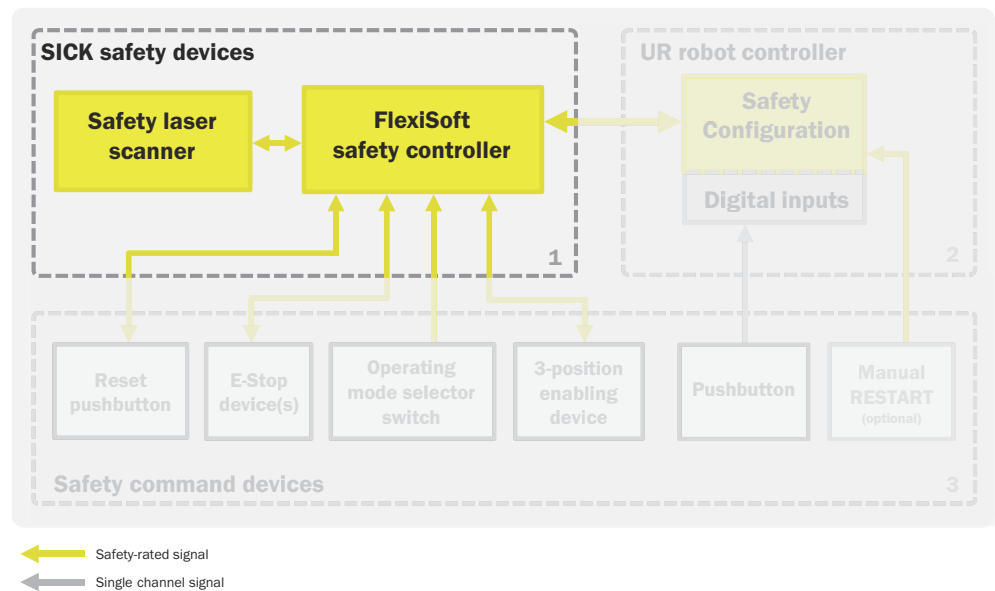 SICK safety devices
Safety laser
scanner
FlexiSoft
safety controller
1
UR robot controller
Safety
Configuration
Digital inputs
2
Reset
pushbutton
E-Stop
device(s)
Operating
mode selector
switch
3-position
enabling
device
Pushbutton
Manual
RESTART
(optional)
Safety command devices
3
Safety-rated signal
Single channel signal